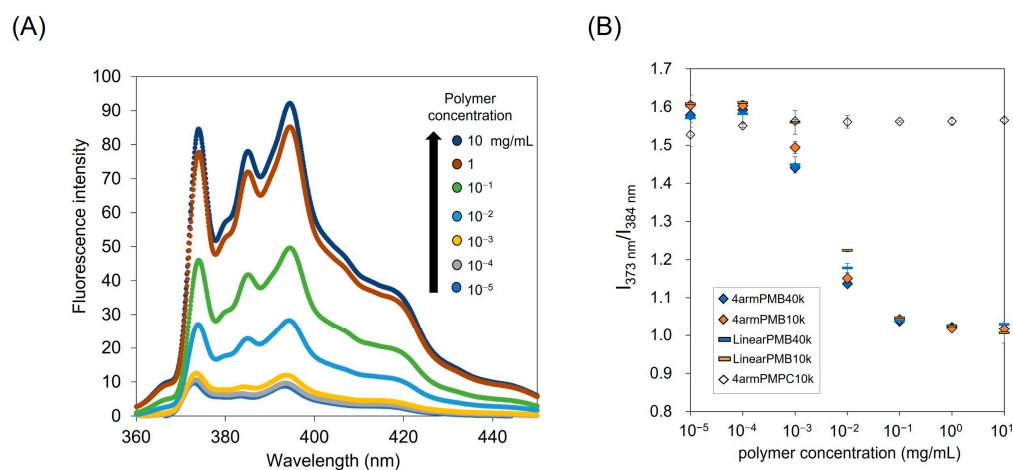 (A)
(B)
Fluorescence intensity
100
90
80
70
60
50
40
30
20
10
0
360
380
400
420
440
Wavelength (nm)
Polymer
concentration
10 mg/mL
1
10⁻¹
10⁻²
10⁻³
10⁻⁴
10⁻⁵
I373 nm/I384 nm
1.7
1.6
1.5
1.4
1.3
1.2
1.1
1.0
0.9
0.8
4armPMB40k
4armPMB10k
LinearPMB40k
LinearPMB10k
4armPMPC10k
10⁻⁵
10⁻⁴
10⁻³
10⁻²
10⁻¹
10⁰
10¹
polymer concentration (mg/mL)